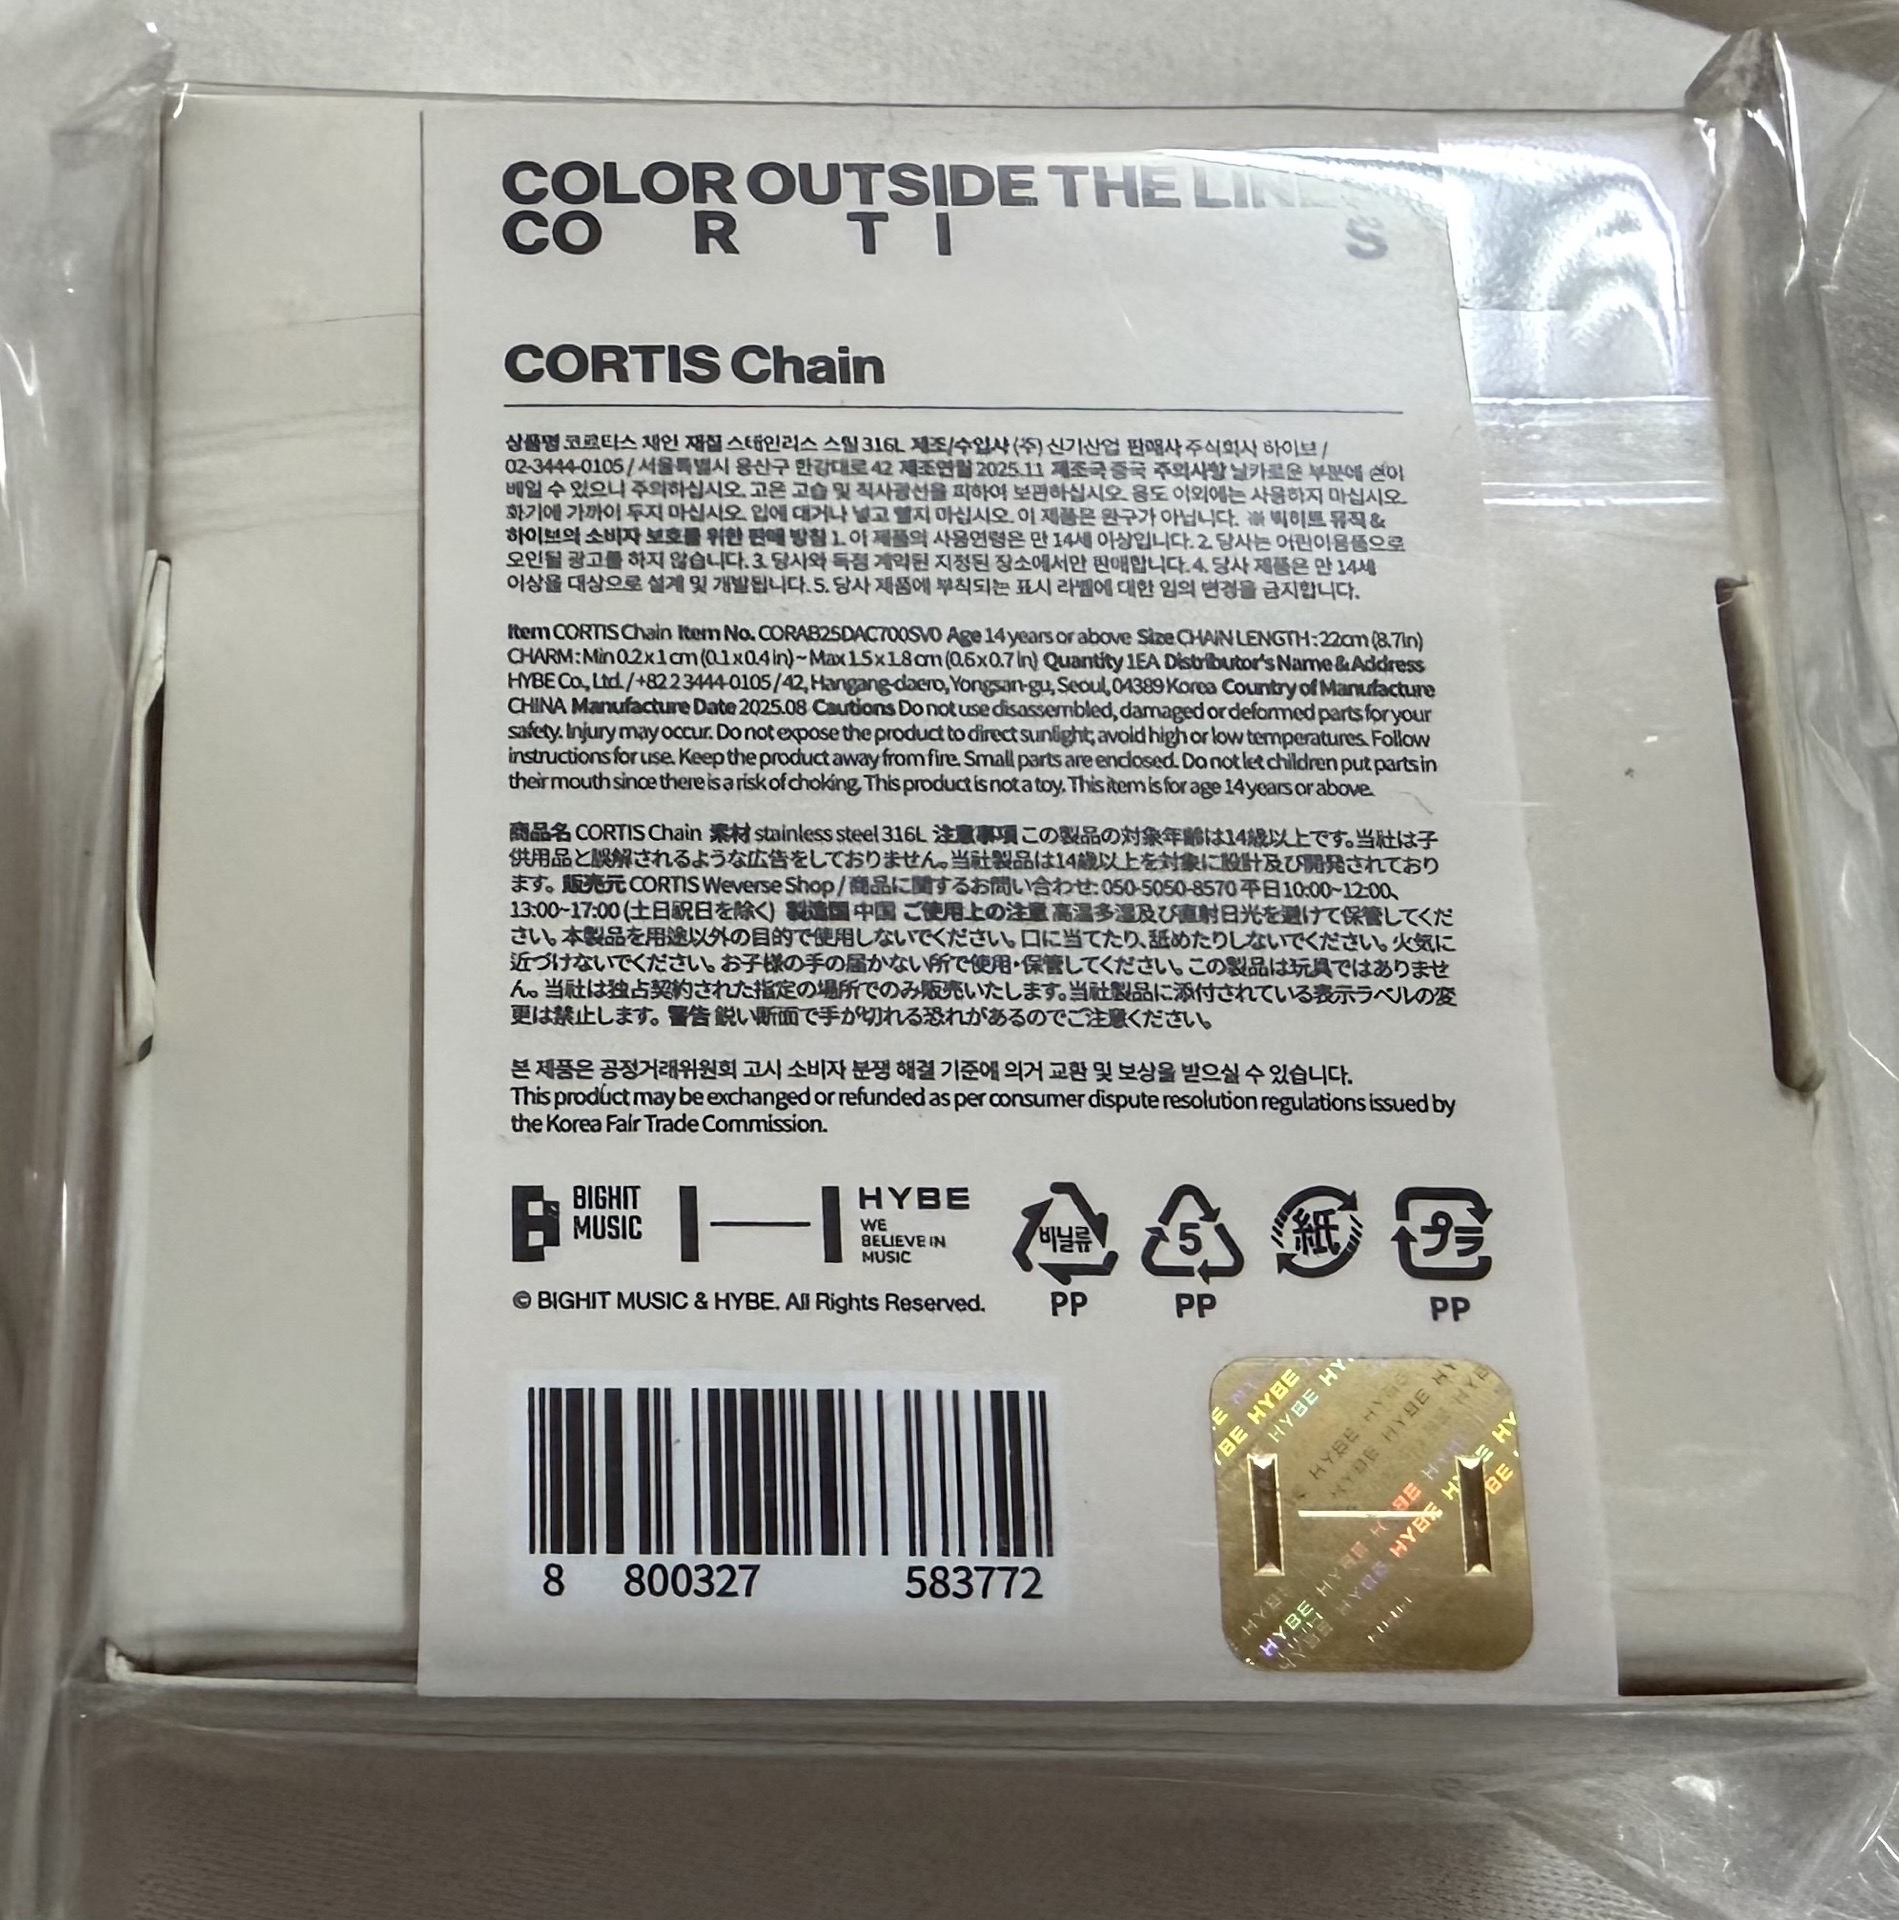 COLOR OUTSIDE THE LINES
CO R T I S
CORTIS Chain
상품명 코르티스 체인 재질 스테인리스 스틸 316L 제조/수입사 (주) 신기산업 판매사 주식회사 하이브 /
02-3444-0105 / 서울특별시 용산구 한강대로 42 제조연월 2025.11 제조국 중국 주의사항 날카로운 부분에 손이
베일 수 있으니 주의하십시오. 고온 고습 및 직사광선을 피하여 보관하십시오. 용도 이외에는 사용하지 마십시오.
화기에 가까이 두지 마십시오. 입에 대거나 넣고 빨지 마십시오. 이 제품은 완구가 아닙니다. ※ 빅히트 뮤직 &
하이브의 소비자 보호를 위한 판매 방침 1. 이 제품의 사용연령은 만 14세 이상입니다. 2. 당사는 어린이용품으로
오인될 광고를 하지 않습니다. 3. 당사와 독점 계약된 지정된 장소에서만 판매합니다. 4. 당사 제품은 만 14세
이상을 대상으로 설계 및 개발됩니다. 5. 당사 제품에 부착되는 표시 라벨에 대한 임의 변경을 금지합니다.
Item CORTIS Chain Item No. CORAB25DAC700SV0 Age 14 years or above Size CHAIN LENGTH : 22cm (8.7in)
CHARM : Min 0.2 x 1 cm (0.1 x 0.4 in) ~ Max 1.5 x 1.8 cm (0.6 x 0.7 in) Quantity 1EA Distributor's Name & Address
HYBE Co., Ltd. / +82 2 3444-0105 / 42, Hangang-daero, Yongsan-gu, Seoul, 04389 Korea Country of Manufacture
CHINA Manufacture Date 2025.08 Cautions Do not use disassembled, damaged or deformed parts for your
safety. Injury may occur. Do not expose the product to direct sunlight; avoid high or low temperatures. Follow
instructions for use. Keep the product away from fire. Small parts are enclosed. Do not let children put parts in
their mouth since there is a risk of choking. This product is not a toy. This item is for age 14 years or above.
商品名 CORTIS Chain 素材 stainless steel 316L 注意事項 この製品の対象年齢は14歳以上です。当社は子
供用品と誤解されるような広告をしておりません。当社製品は14歳以上を対象に設計及び開発されており
ます。販売元 CORTIS Weverse Shop / 商品に関するお問い合わせ: 050-5050-8570 平日10:00~12:00、
13:00~17:00 (土日祝日を除く) 製造国 中国 ご使用上の注意 高温多湿及び直射日光を避けて保管してくだ
さい。本製品を用途以外の目的で使用しないでください。口に当てたり、舐めたりしないでください。火気に
近づけないでください。お子様の手の届かない所で使用・保管してください。この製品は玩具ではありませ
ん。当社は独占契約された指定の場所でのみ販売いたします。当社製品に添付されている表示ラベルの変
更は禁止します。警告 鋭い断面で手が切れる恐れがあるのでご注意ください。
본 제품은 공정거래위원회 고시 소비자 분쟁 해결 기준에 의거 교환 및 보상을 받으실 수 있습니다.
This product may be exchanged or refunded as per consumer dispute resolution regulations issued by
the Korea Fair Trade Commission.
BIGHIT
MUSIC
HYBE
WE
BELIEVE IN
MUSIC
비닐류
5
紙
プラ
© BIGHIT MUSIC & HYBE. All Rights Reserved.
PP
PP
PP
8 800327 583772
HYBE HYBE HYBE